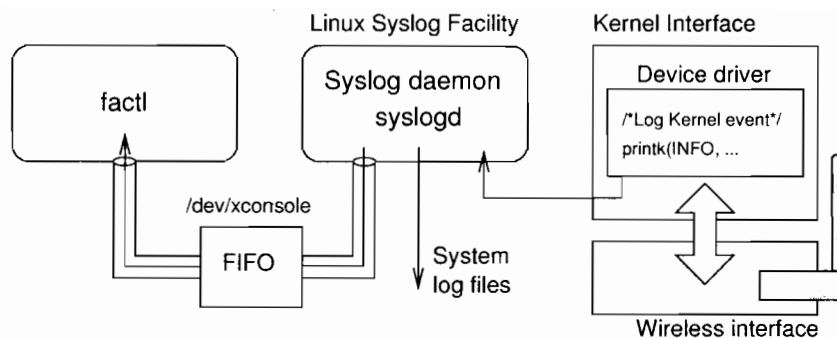 Linux Syslog Facility
Kernel Interface
factl
Syslog daemon
syslogd
Device driver
/*Log Kernel event*/
printk(INFO, ...
/dev/xconsole
FIFO
System
log files
Wireless interface